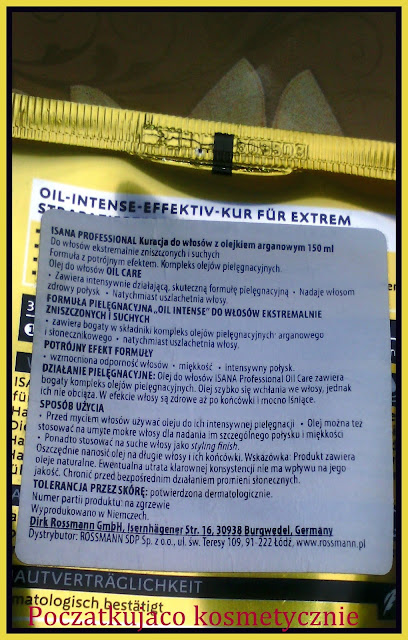 OIL-INTENSE-EFFEKTIV-KUR FÜR EXTREM
ISANA PROFESSIONAL Kuracja do włosów z olejkiem arganowym 150 ml
Do włosów ekstremalnie zniszczonych i suchych
Formuła z potrójnym efektem. Kompleks olejów pielęgnacyjnych.
Olej do włosów OIL CARE
• Zawiera intensywnie działającą, skuteczną formułę pielęgnacyjną • Nadaje włosom
zdrowy połysk • Natychmiast uszlachetnia włosy.
FORMUŁA PIELĘGNACYJNA „OIL INTENSE" DO WŁOSÓW EKSTREMALNIE
ZNISZCZONYCH I SUCHYCH
• zawiera bogaty w składniki kompleks olejów pielęgnacyjnych: arganowego
i słonecznikowego • natychmiast uszlachetnia włosy.
POTRÓJNY EFEKT FORMUŁY
• wzmocniona odporność włosów • miękkość • intensywny połysk.
DZIAŁANIE PIELĘGNACYJNE: Olej do włosów ISANA Professional Oil Care zawiera
bogaty kompleks olejów pielęgnacyjnych. Olej szybko się wchłania we włosy, jednak
ich nie obciąża. W efekcie włosy są zdrowe aż po końcówki i mocno lśniące.
SPOSÓB UŻYCIA
• Przed myciem włosów używać oleju do ich intensywnej pielęgnacji • Olej można też
stosować na umyte mokre włosy dla nadania im szczególnego połysku i miękkości
• Ponadto stosować na suche włosy jako styling finish.
Oszczędnie nanosić olej na długie włosy i ich końcówki. Wskazówka: Produkt zawiera
oleje naturalne. Ewentualna utrata klarownej konsystencji nie ma wpływu na jego
jakość. Chronić przed bezpośrednim działaniem promieni słonecznych.
TOLERANCJA PRZEZ SKÓRĘ: potwierdzona dermatologicznie.
Numer partii produktu: na zgrzewie
Wyprodukowano w Niemczech.
Dirk Rossmann GmbH, Isernhägener Str. 16, 30938 Burgwedel, Germany
Dystrybutor: ROSSMANN SDP Sp. z o.o., ul. św. Teresy 109, 91-222 Łódź, www.rossmann.pl
AUTVERTRÄGLICHKEIT
matologisch bestätigt
Poczatkujaco kosmetycznie